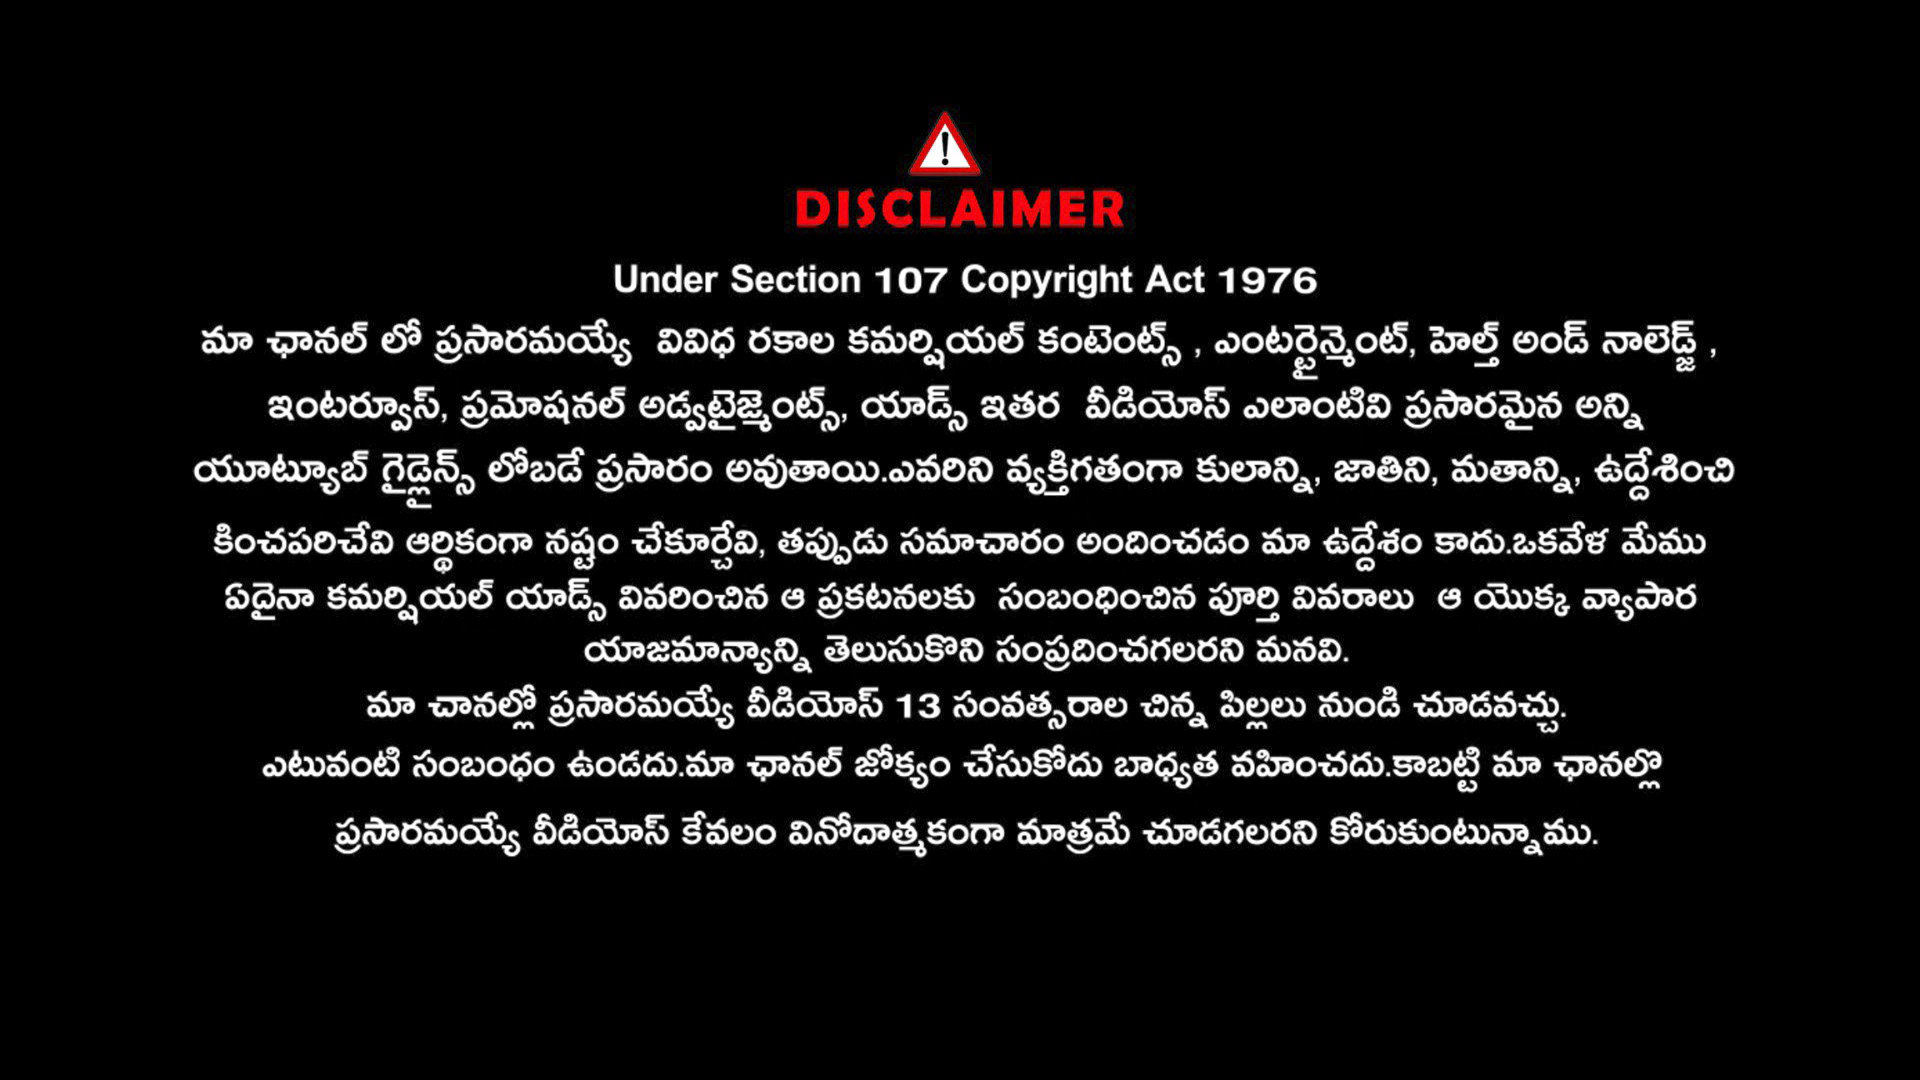 DISCLAIMER
Under Section 107 Copyright Act 1976
మా ఛానల్ లో ప్రసారమయ్యే వివిధ రకాల కమర్షియల్ కంటెంట్స్ , ఎంటర్టైన్మెంట్, హెల్త్ అండ్ నాలెడ్జ్ ,
ఇంటర్వూస్, ప్రమోషనల్ అడ్వటైజ్మెంట్స్, యాడ్స్ ఇతర వీడియోస్ ఎలాంటివి ప్రసారమైన అన్ని
యూట్యూబ్ గైడ్లైన్స్ లోబడే ప్రసారం అవుతాయి.ఎవరిని వ్యక్తిగతంగా కులాన్ని, జాతిని, మతాన్ని, ఉద్దేశించి
కించపరిచేవి ఆర్థికంగా నష్టం చేకూర్చేవి, తప్పుడు సమాచారం అందించడం మా ఉద్దేశం కాదు.ఒకవేళ మేము
ఏదైనా కమర్షియల్ యాడ్స్ వివరించిన ఆ ప్రకటనలకు సంబంధించిన పూర్తి వివరాలు ఆ యొక్క వ్యాపార
యాజమాన్యాన్ని తెలుసుకొని సంప్రదించగలరని మనవి.
మా చానల్లో ప్రసారమయ్యే వీడియోస్ 13 సంవత్సరాల చిన్న పిల్లలు నుండి చూడవచ్చు.
ఎటువంటి సంబంధం ఉండదు.మా ఛానల్ జోక్యం చేసుకోదు బాధ్యత వహించదు.కాబట్టి మా ఛానల్లొ
ప్రసారమయ్యే వీడియోస్ కేవలం వినోదాత్మకంగా మాత్రమే చూడగలరని కోరుకుంటున్నాము.